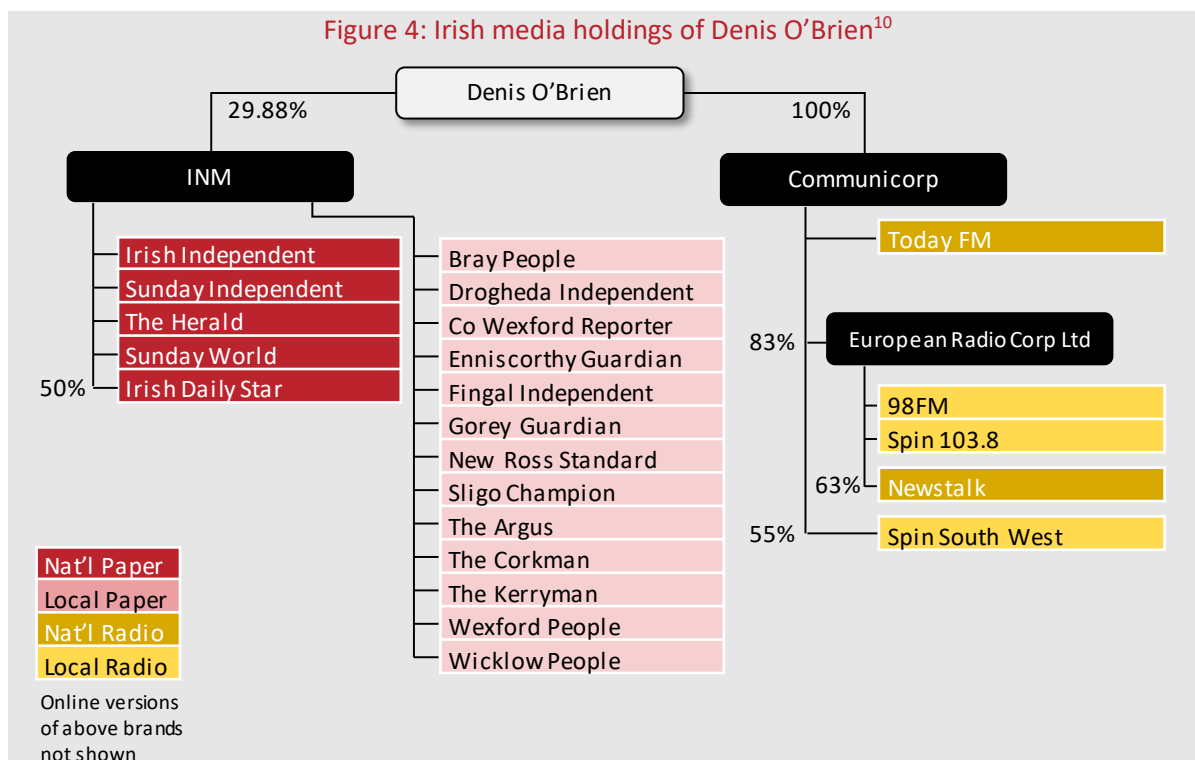 Figure 4: Irish media holdings of Denis O’Brien10
Denis O’Brien
29.88%
100%
INM
Communicorp
Irish Independent
Sunday Independent
The Herald
Sunday World
50%
Irish Daily Star
Bray People
Drogheda Independent
Co Wexford Reporter
Enniscorthy Guardian
Fingal Independent
Gorey Guardian
New Ross Standard
Sligo Champion
The Argus
The Corkman
The Kerryman
Wexford People
Wicklow People
Today FM
83%
European Radio Corp Ltd
98FM
Spin 103.8
63%
Newstalk
55%
Spin South West
Nat’l Paper
Local Paper
Nat’l Radio
Local Radio
Online versions
of above brands
not shown